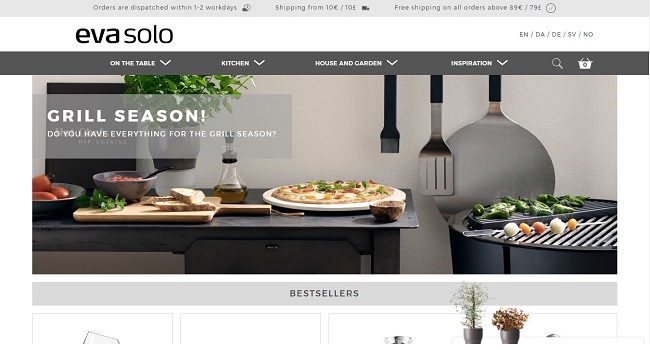 Orders are dispatched within 1-2 workdays Shipping from 10€ / 10£ Free shipping on all orders above 89€ / 79£
eva solo
EN / DA / DE / SV / NO
ON THE TABLE KITCHEN HOUSE AND GARDEN INSPIRATION 0
GRILL SEASON!
DO YOU HAVE EVERYTHING FOR THE GRILL SEASON?
HIP CUISINE
BESTSELLERS